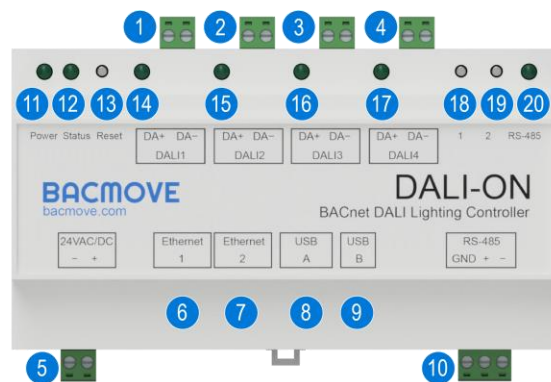 1 2 3 4
11 12 13 14 15 16 17 18 19 20
Power Status Reset DA+ DA− DA+ DA− DA+ DA− DA+ DA− 1 2 RS-485
DALI1 DALI2 DALI3 DALI4
BACMOVE DALI-ON
bacmove.com BACnet DALI Lighting Controller
24VAC/DC Ethernet Ethernet USB USB RS-485
− + 1 2 A B GND + −
6 7 8 9
5 10